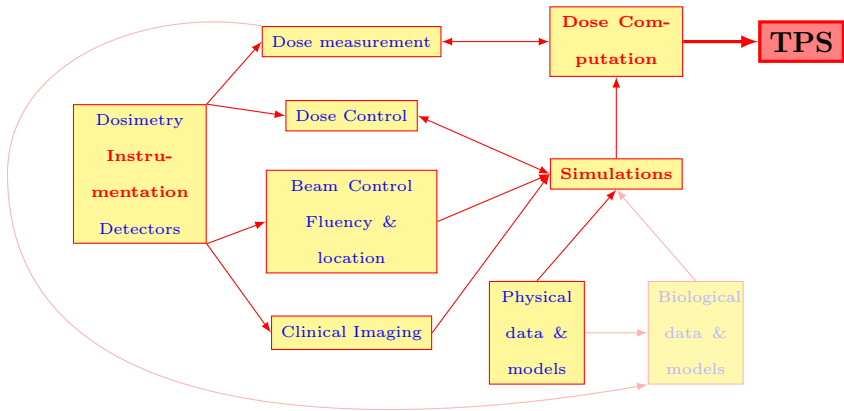 Dose measurement
Dose Com-
putation
TPS
Dosimetry
Instru-
mentation
Detectors
Dose Control
Beam Control
Fluency &
location
Simulations
Clinical Imaging
Physical
data &
models
Biological
data &
models